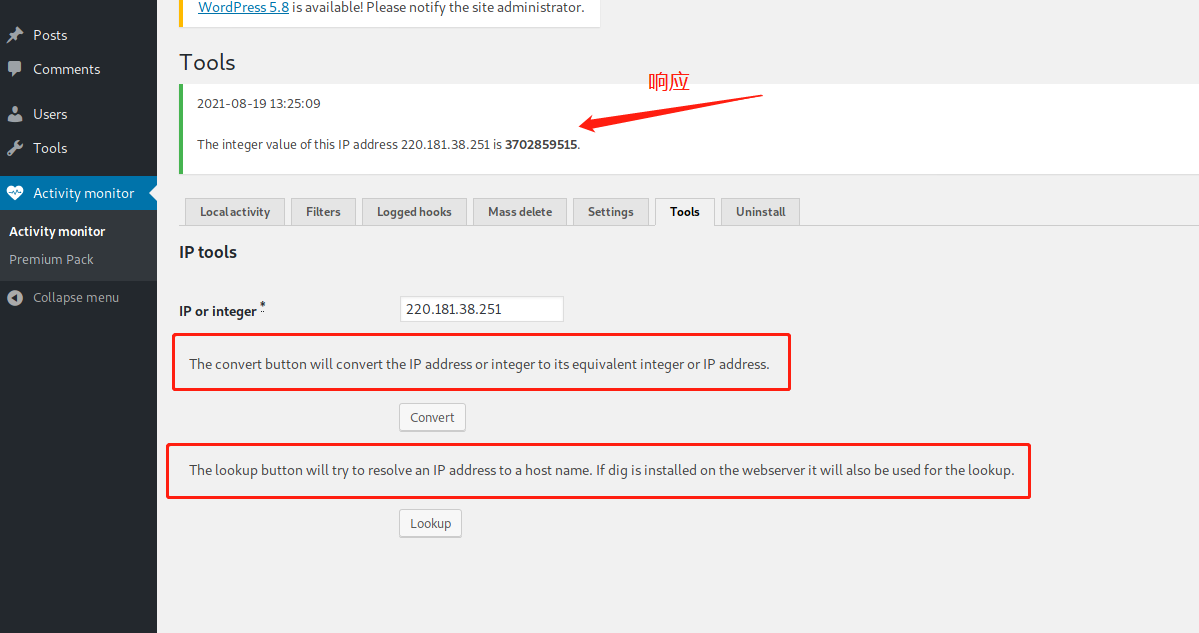 WordPress 5.8 is available! Please notify the site administrator.
Posts
Comments
Users
Tools
Activity monitor
Activity monitor
Premium Pack
Collapse menu
Tools
响应
2021-08-19 13:25:09
The integer value of this IP address 220.181.38.251 is 3702859515.
Local activity Filters Logged hooks Mass delete Settings Tools Uninstall
IP tools
IP or integer * 220.181.38.251
The convert button will convert the IP address or integer to its equivalent integer or IP address.
Convert
The lookup button will try to resolve an IP address to a host name. If dig is installed on the webserver it will also be used for the lookup.
Lookup